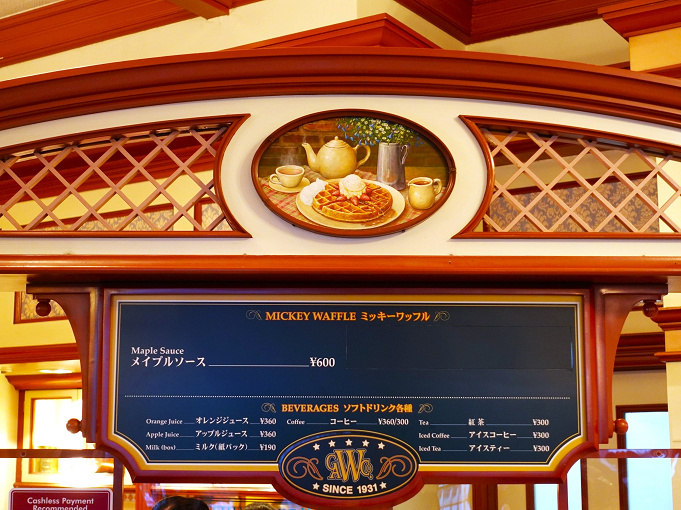 MICKEY WAFFLE ミッキーワッフル
Maple Sauce
メイプルソース ¥600
BEVERAGES ソフトドリンク各種
Orange Juice オレンジジュース ¥360
Apple Juice アップルジュース ¥360
Milk (box) ミルク(紙パック) ¥190
Coffee コーヒー ¥360/300
Tea 紅茶 ¥300
Iced Coffee アイスコーヒー ¥300
Iced Tea アイスティー ¥300
GAWC
SINCE 1931
Cashless Payment
Recommended